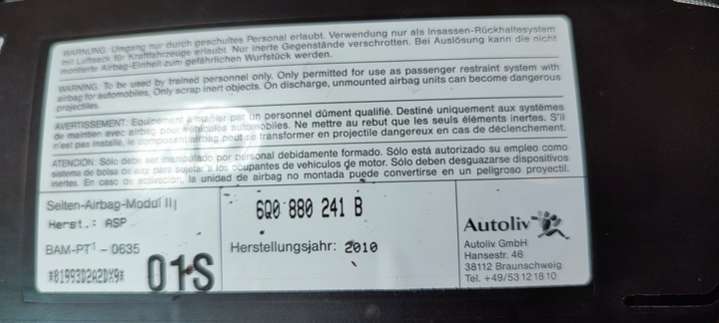 WARNUNG: Umgang nur durch geschultes Personal erlaubt. Verwendung nur als Insassen-Rückhaltesystem
mit Luftsack für Kraftfahrzeuge erlaubt. Nur inerte Gegenstände verschrotten. Bei Auslösung kann die nicht
montierte Airbag-Einheit zum gefährlichen Wurfstück werden.
WARNING: To be used by trained personnel only. Only permitted for use as passenger restraint system with
airbag for automobiles. Only scrap inert objects. On discharge, unmounted airbag units can become dangerous
projectiles.
AVERTISSEMENT: Equipement à manier par un personnel dûment qualifié. Destiné uniquement aux systèmes
de maintien avec airbag pour véhicules automobiles. Ne mettre au rebut que les seuls éléments inertes. S'il
n'est pas installé, le composant airbag peut se transformer en projectile dangereux en cas de déclenchement.
ATENCIÓN: Sólo debe ser manipulado por personal debidamente formado. Sólo está autorizado su empleo como
sistema de bolsa de aire para sujetar a los ocupantes de vehículos de motor. Sólo deben desguazarse dispositivos
inertes. En caso de activación, la unidad de airbag no montada puede convertirse en un peligroso proyectil.
Seiten-Airbag-Modul II
Herst.: ASP
BAM-PT¹ - 0635
*81993D2A2DX9*
01S
6Q0 880 241 B
Herstellungsjahr: 2010
Autoliv
Autoliv GmbH
Hansestr. 46
38112 Braunschweig
Tel. +49/53 12 18 10